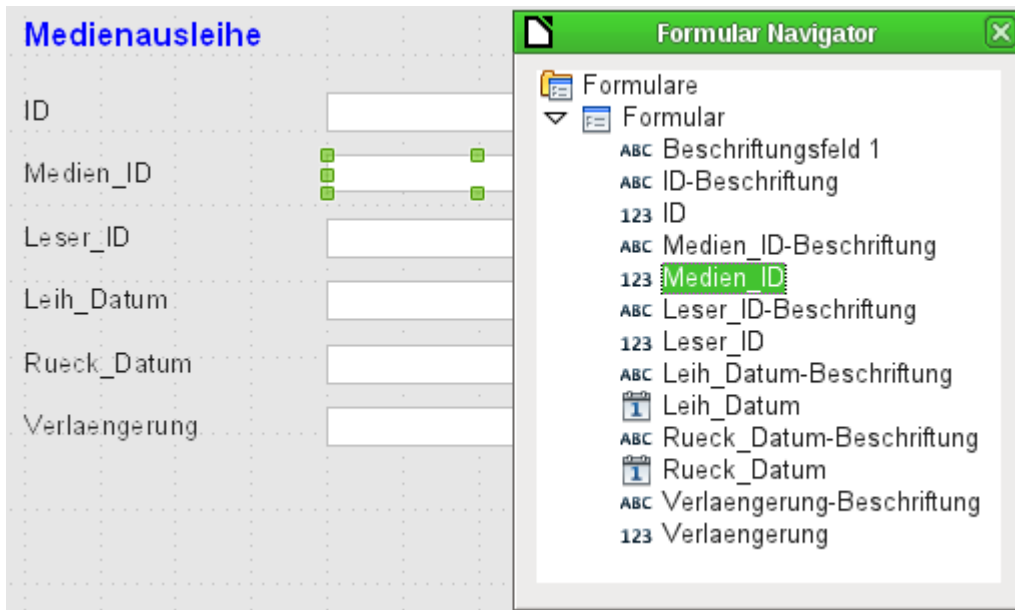 Medienausleihe
ID
Medien_ID
Leser_ID
Leih_Datum
Rueck_Datum
Verlaengerung
Formular Navigator
Formulare
Formular
ABC Beschriftungsfeld 1
ABC ID-Beschriftung
123 ID
ABC Medien_ID-Beschriftung
123 Medien_ID
ABC Leser_ID-Beschriftung
123 Leser_ID
ABC Leih_Datum-Beschriftung
1 Leih_Datum
ABC Rueck_Datum-Beschriftung
1 Rueck_Datum
ABC Verlaengerung-Beschriftung
123 Verlaengerung